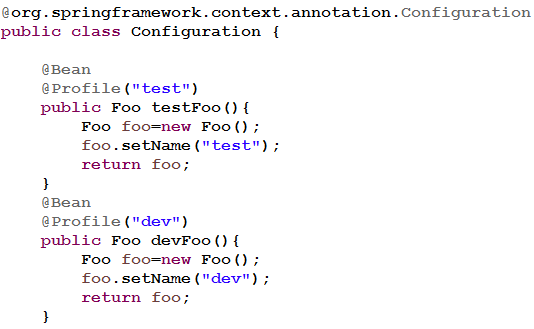 @org.springframework.context.annotation.Configuration
public class Configuration {
@Bean
@Profile("test")
public Foo testFoo(){
Foo foo=new Foo();
foo.setName("test");
return foo;
}
@Bean
@Profile("dev")
public Foo devFoo(){
Foo foo=new Foo();
foo.setName("dev");
return foo;
}